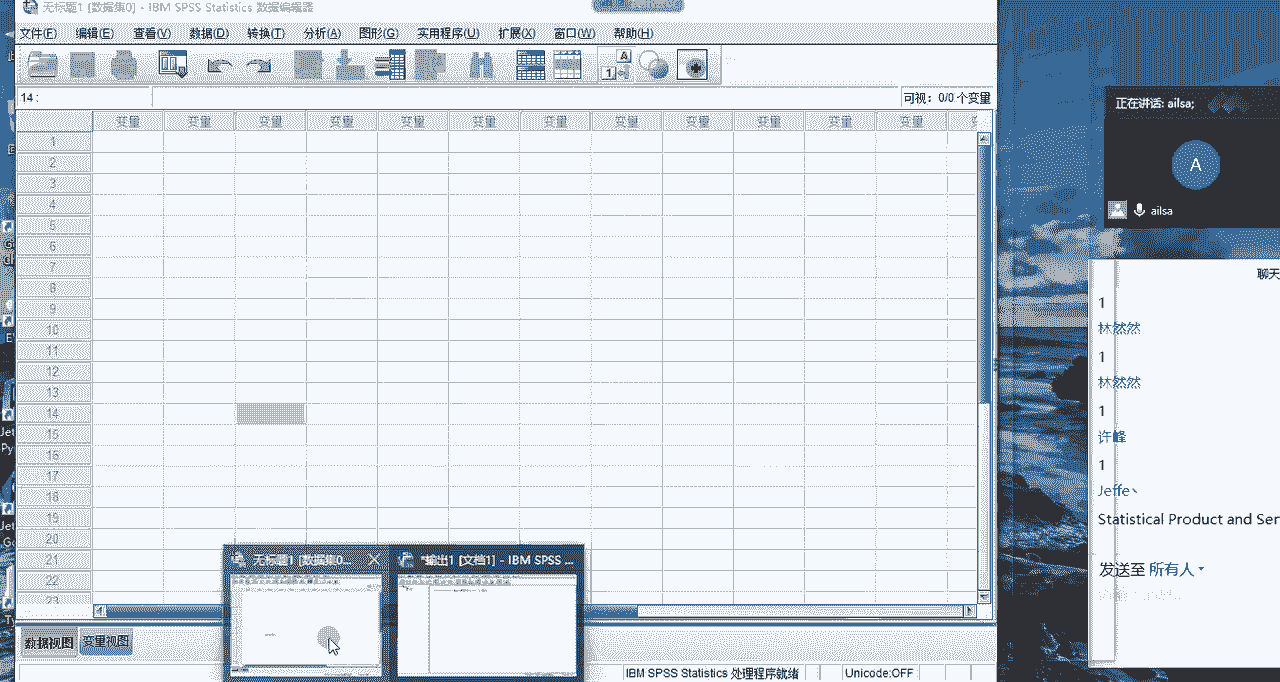 无标题1 [数据集0] - IBM SPSS Statistics 数据编辑器
文件(F) 编辑(E) 查看(V) 数据(D) 转换(T) 分析(A) 图形(G) 实用程序(U) 扩展(X) 窗口(W) 帮助(H)
14 :
可视: 0/0 个变量
变量 变量 变量 变量 变量 变量 变量 变量 变量 变量 变量 变量
1
2
3
4
5
6
7
8
9
10
11
12
13
14
15
16
17
18
19
20
21
22
23
无标题1 [数据集0...
*输出1 [文档1] - IBM SPSS ...
数据视图 变量视图
IBM SPSS Statistics 处理程序就绪
Unicode:OFF
正在讲话: ailsa;
A
ailsa
聊天
1
林然然
1
林然然
1
许峰
1
Jeffe丶
Statistical Product and Ser
发送至 所有人